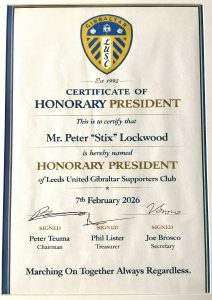 GIBRALTAR
LUSC
Est 1992
CERTIFICATE OF
HONORARY PRESIDENT
This is to certify that
Mr. Peter "Stix" Lockwood
is hereby named
HONORARY PRESIDENT
of Leeds United Gibraltar Supporters Club
7th February 2026
SIGNED SIGNED SIGNED
Peter Teuma Phil Lister Joe Brosco
Chairman Treasurer Secretary
Marching On Together Always Regardless.